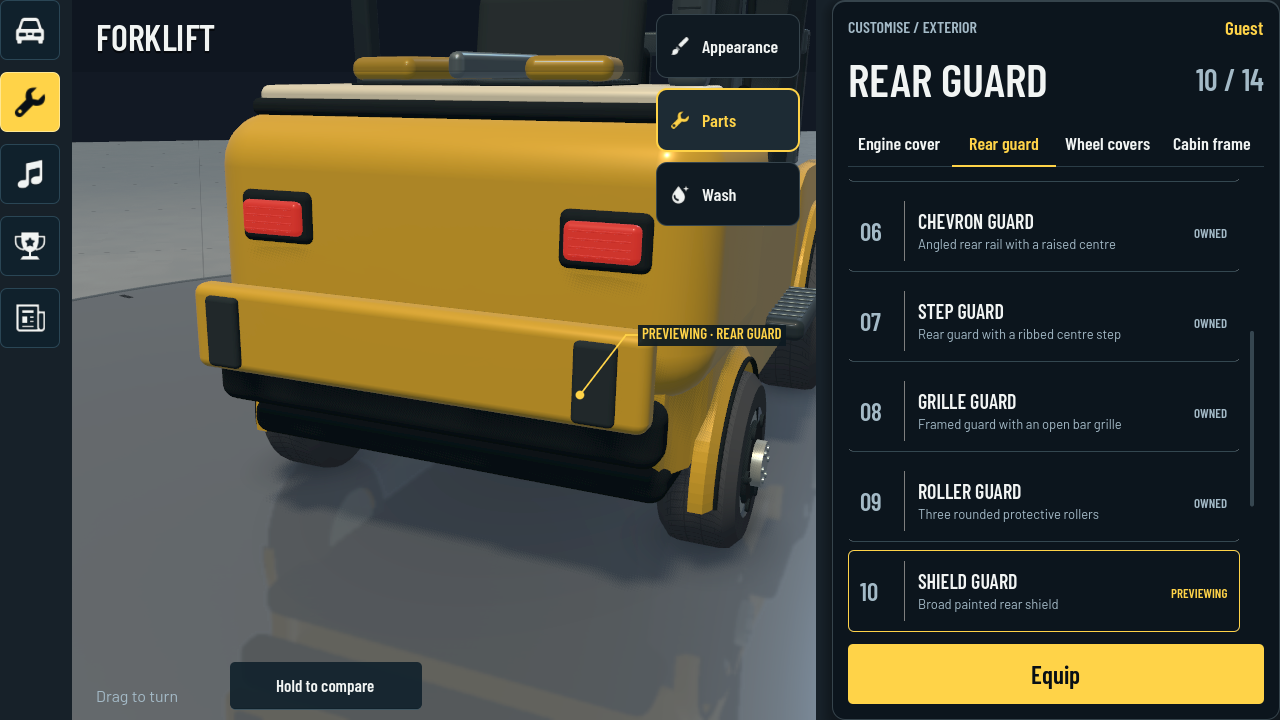 FORKLIFT
Appearance
Parts
Wash
PREVIEWING · REAR GUARD
Drag to turn
Hold to compare
CUSTOMISE / EXTERIOR
Guest
REAR GUARD
10 / 14
Engine cover
Rear guard
Wheel covers
Cabin frame
06
CHEVRON GUARD
Angled rear rail with a raised centre
OWNED
07
STEP GUARD
Rear guard with a ribbed centre step
OWNED
08
GRILLE GUARD
Framed guard with an open bar grille
OWNED
09
ROLLER GUARD
Three rounded protective rollers
OWNED
10
SHIELD GUARD
Broad painted rear shield
PREVIEWING
Equip